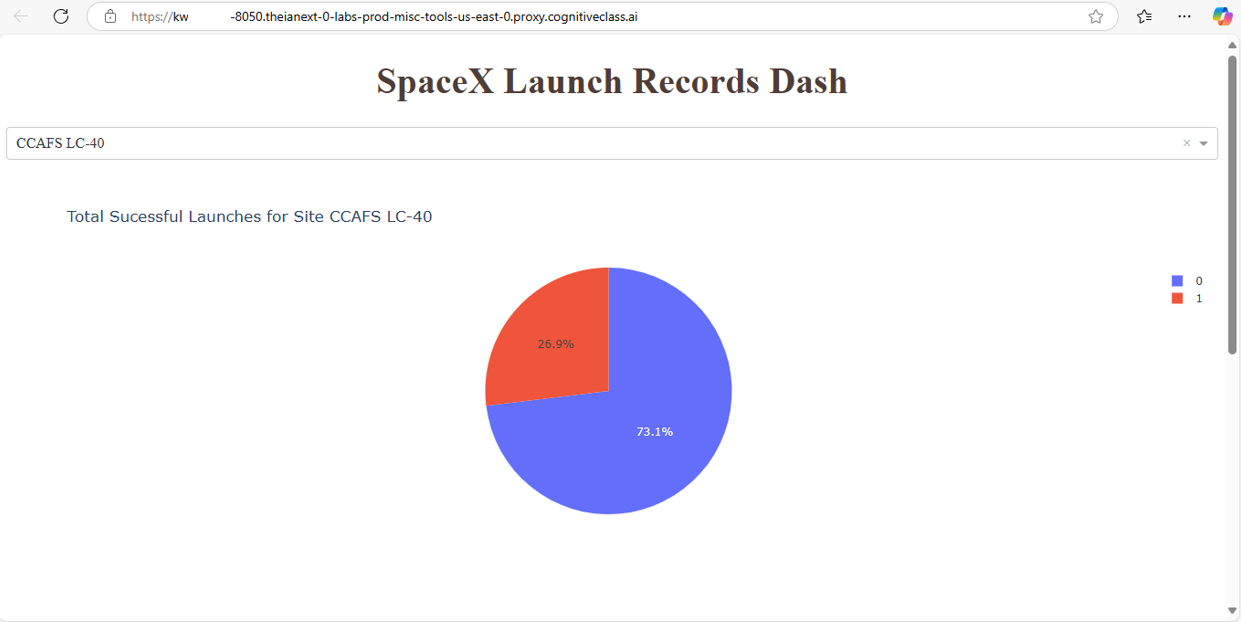 https://kw -8050.theianext-0-labs-prod-misc-tools-us-east-0.proxy.cognitiveclass.ai
SpaceX Launch Records Dash
CCAFS LC-40
Total Sucessful Launches for Site CCAFS LC-40
0
1
26.9%
73.1%